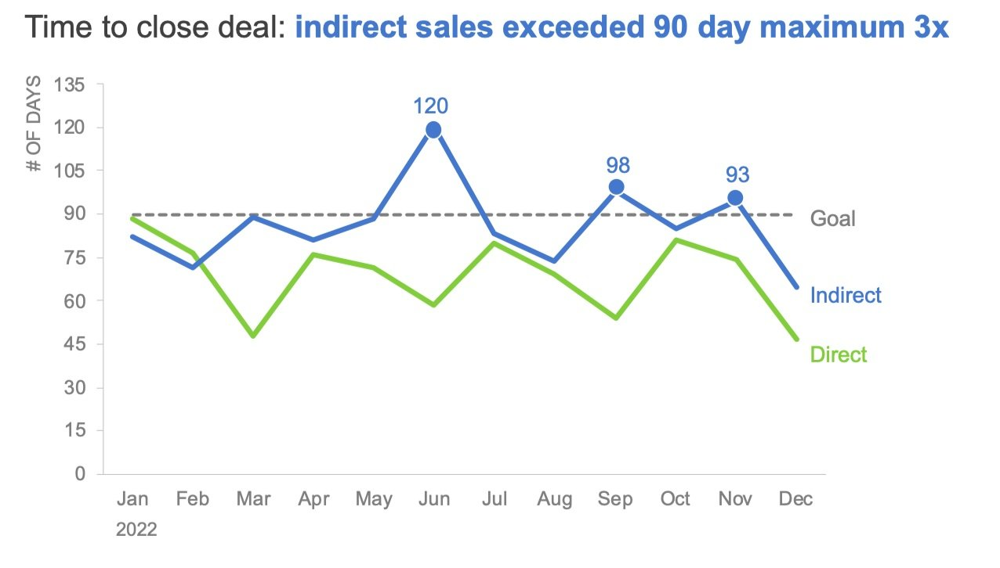 Time to close deal: indirect sales exceeded 90 day maximum 3x
# OF DAYS
135
120
105
90
75
60
45
30
15
0
120
98
93
Goal
Indirect
Direct
Jan Feb Mar Apr May Jun Jul Aug Sep Oct Nov Dec
2022